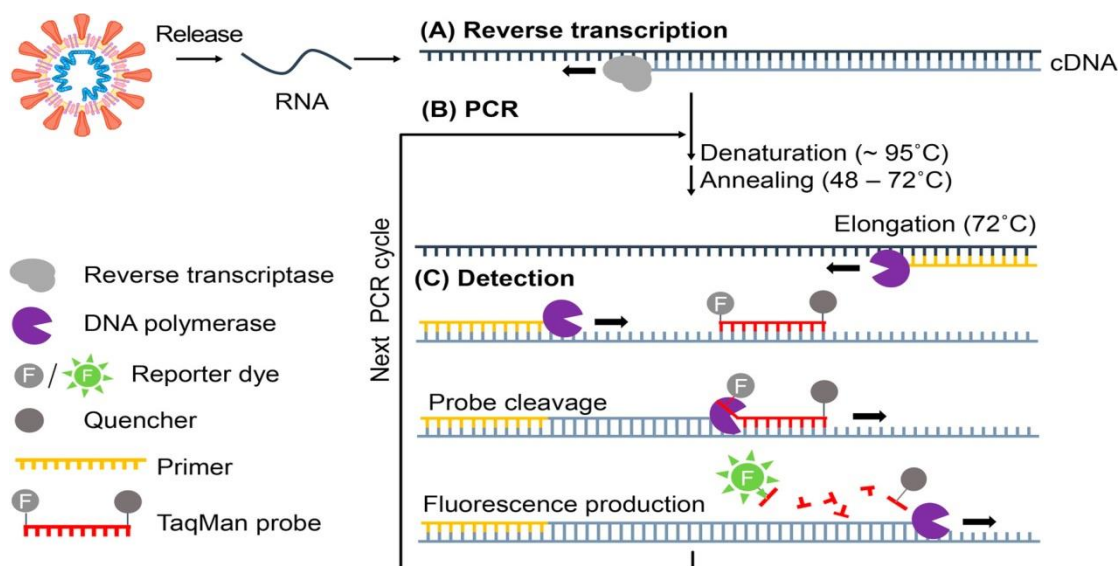 Release
RNA
(A) Reverse transcription
cDNA
(B) PCR
Denaturation (~ 95˚C)
Annealing (48 – 72˚C)
Elongation (72˚C)
Next PCR cycle
(C) Detection
F
Probe cleavage
F
Fluorescence production
F
Reverse transcriptase
DNA polymerase
F / F Reporter dye
Quencher
Primer
F
TaqMan probe